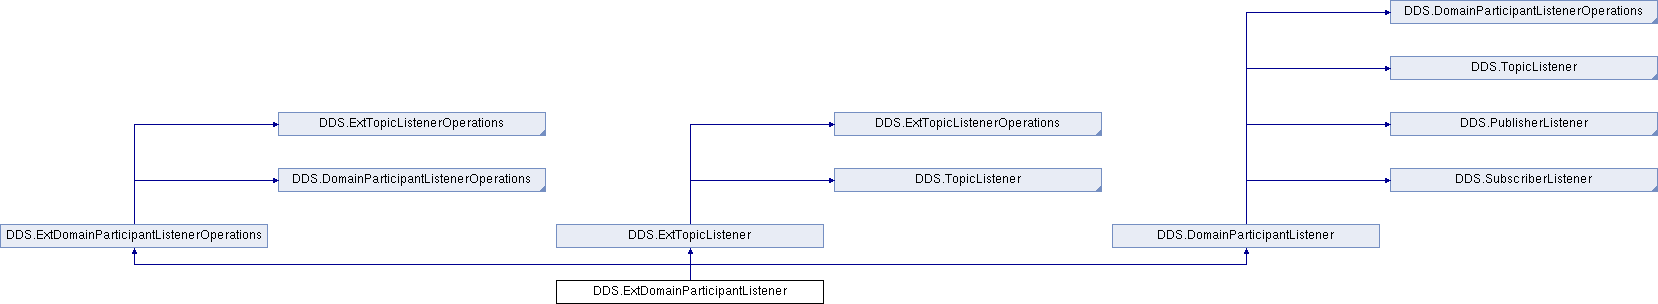 DDS.DomainParticipantListenerOperations
DDS.TopicListener
DDS.ExtTopicListenerOperations
DDS.ExtTopicListenerOperations
DDS.PublisherListener
DDS.DomainParticipantListenerOperations
DDS.TopicListener
DDS.SubscriberListener
DDS.ExtDomainParticipantListenerOperations
DDS.ExtTopicListener
DDS.DomainParticipantListener
DDS.ExtDomainParticipantListener